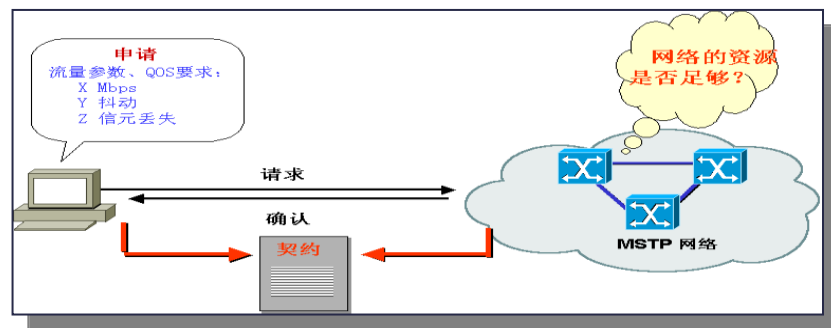 申请
流量参数、QOS要求：
X Mbps
Y 抖动
Z 信元丢失
网络的资源
是否足够？
请求
确认
契约
MSTP 网络